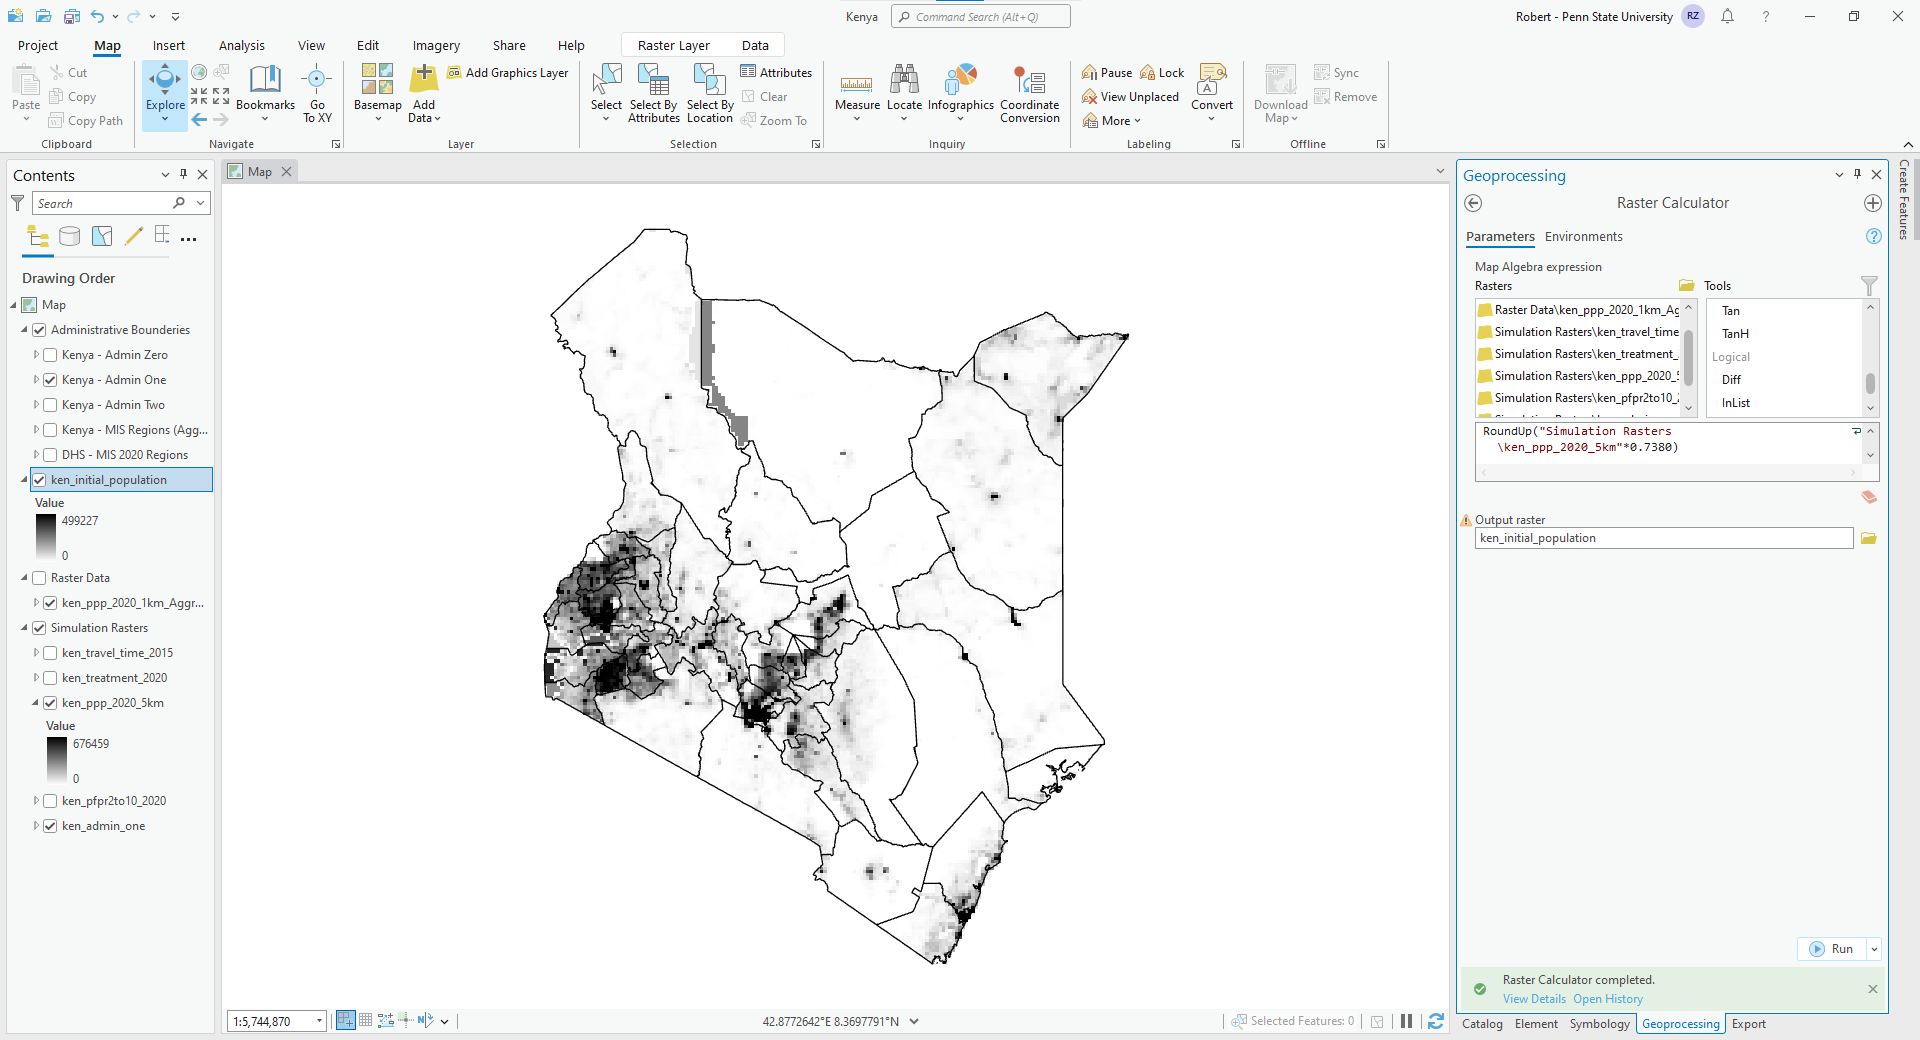 Kenya
Command Search (Alt+Q)
Robert - Penn State University
RZ
?
Project
Map
Insert
Analysis
View
Edit
Imagery
Share
Help
Raster Layer
Data
Paste
Cut
Copy
Copy Path
Clipboard
Explore
Bookmarks
Go
To XY
Navigate
Basemap
Add
Data
Add Graphics Layer
Layer
Select
Select By
Attributes
Select By
Location
Attributes
Clear
Zoom To
Selection
Measure
Locate
Infographics
Coordinate
Conversion
Inquiry
Pause
Lock
View Unplaced
More
Convert
Labeling
Download
Map
Sync
Remove
Offline
Contents
Search
Drawing Order
Map
Administrative Bounderies
Kenya - Admin Zero
Kenya - Admin One
Kenya - Admin Two
Kenya - MIS Regions (Agg...
DHS - MIS 2020 Regions
ken_initial_population
Value
499227
0
Raster Data
ken_ppp_2020_1km_Aggr...
Simulation Rasters
ken_travel_time_2015
ken_treatment_2020
ken_ppp_2020_5km
Value
676459
0
ken_pfpr2to10_2020
ken_admin_one
Map
1:5,744,870
42.8772642°E 8.3697791°N
Selected Features: 0
Geoprocessing
Raster Calculator
Parameters
Environments
?
Map Algebra expression
Rasters
Tools
Raster Data\ken_ppp_2020_1km_Ag
Simulation Rasters\ken_travel_time
Simulation Rasters\ken_treatment_
Simulation Rasters\ken_ppp_2020_5
Simulation Rasters\ken_pfpr2to10_2
Tan
TanH
Logical
Diff
InList
RoundUp("Simulation Rasters
\ken_ppp_2020_5km"*0.7380)
Output raster
ken_initial_population
Run
Raster Calculator completed.
View Details
Open History
Catalog
Element
Symbology
Geoprocessing
Export
Create Features